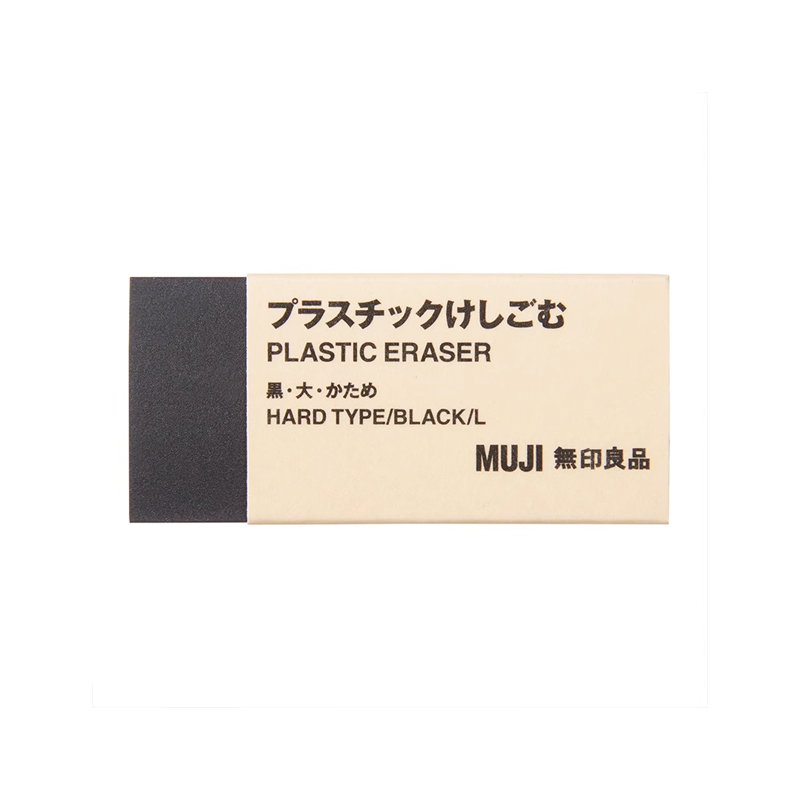 プラスチックけしごむ
PLASTIC ERASER
黒・大・かため
HARD TYPE/BLACK/L
MUJI 無印良品